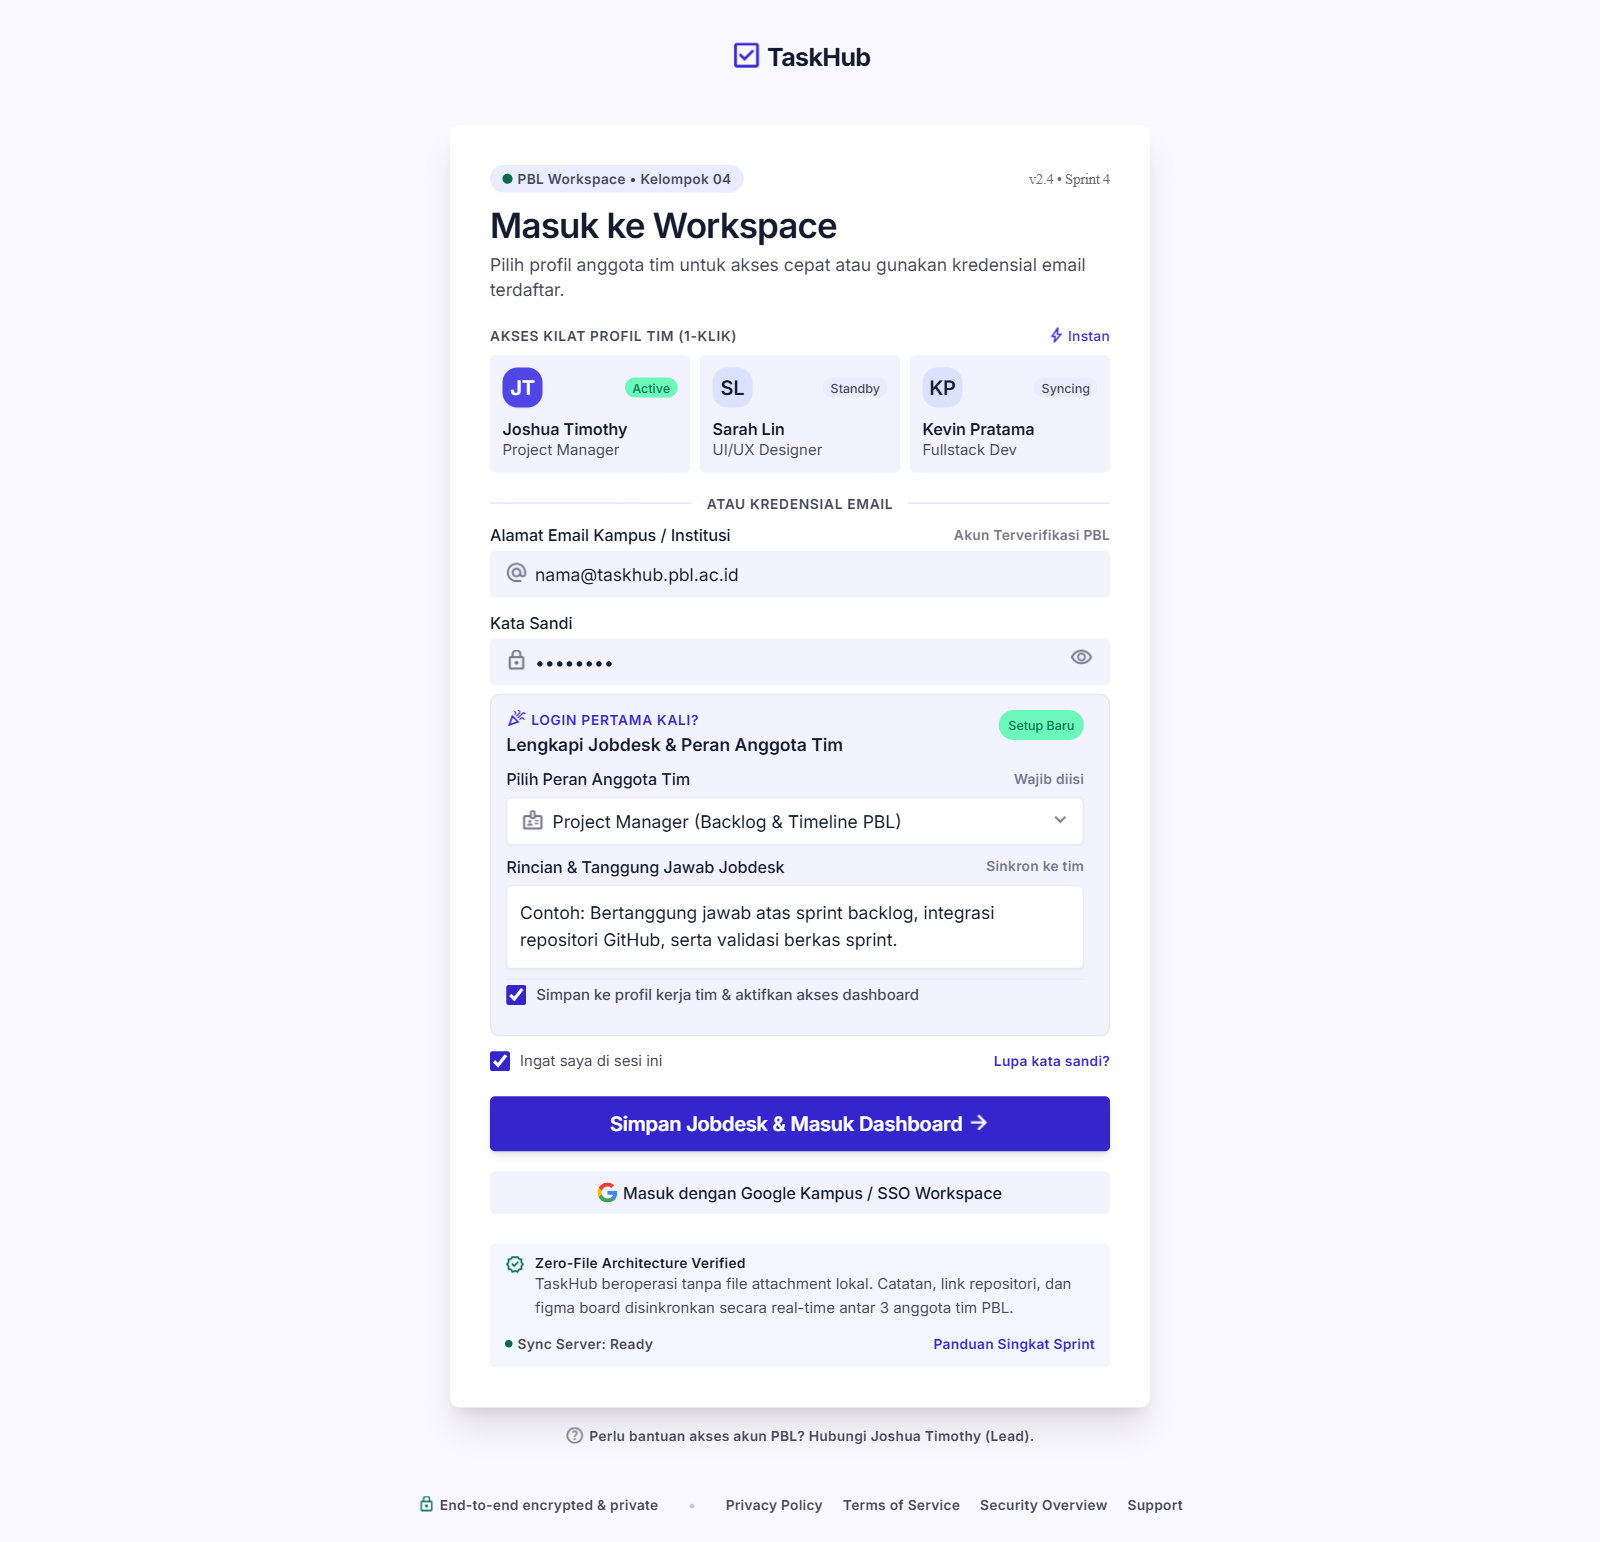 TaskHub
PBL Workspace • Kelompok 04
v2.4 • Sprint 4
Masuk ke Workspace
Pilih profil anggota tim untuk akses cepat atau gunakan kredensial email
terdaftar.
AKSES KILAT PROFIL TIM (1-KLIK)
Instan
JT
Active
Joshua Timothy
Project Manager
SL
Standby
Sarah Lin
UI/UX Designer
KP
Syncing
Kevin Pratama
Fullstack Dev
ATAU KREDENSIAL EMAIL
Alamat Email Kampus / Institusi
Akun Terverifikasi PBL
nama@taskhub.pbl.ac.id
Kata Sandi
••••••••
LOGIN PERTAMA KALI?
Setup Baru
Lengkapi Jobdesk & Peran Anggota Tim
Pilih Peran Anggota Tim
Wajib diisi
Project Manager (Backlog & Timeline PBL)
Rincian & Tanggung Jawab Jobdesk
Sinkron ke tim
Contoh: Bertanggung jawab atas sprint backlog, integrasi
repositori GitHub, serta validasi berkas sprint.
Simpan ke profil kerja tim & aktifkan akses dashboard
Ingat saya di sesi ini
Lupa kata sandi?
Simpan Jobdesk & Masuk Dashboard →
Masuk dengan Google Kampus / SSO Workspace
Zero-File Architecture Verified
TaskHub beroperasi tanpa file attachment lokal. Catatan, link repositori, dan
figma board disinkronkan secara real-time antar 3 anggota tim PBL.
Sync Server: Ready
Panduan Singkat Sprint
Perlu bantuan akses akun PBL? Hubungi Joshua Timothy (Lead).
End-to-end encrypted & private • Privacy Policy Terms of Service Security Overview Support